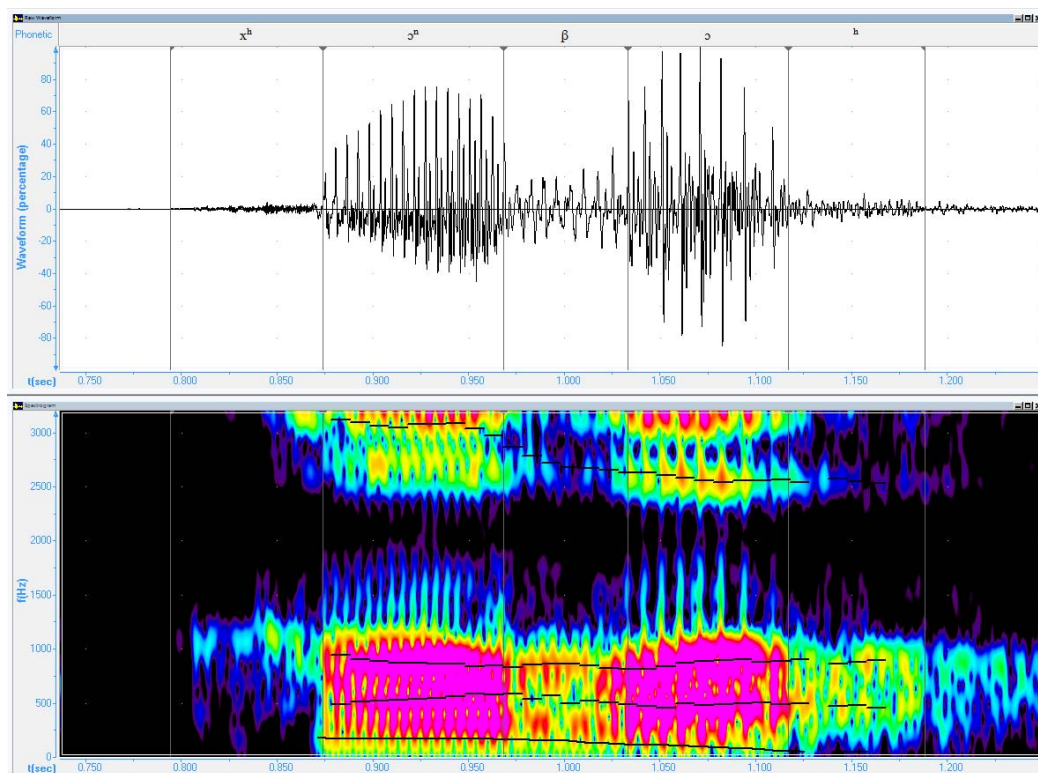 Raw Waveform
Phonetic xʰ ɔⁿ β ɔ ʰ
Waveform (percentage)
80
60
40
20
0
-20
-40
-60
-80
t(sec) 0.750 0.800 0.850 0.900 0.950 1.000 1.050 1.100 1.150 1.200
Spectrogram
f(Hz)
3000
2500
2000
1500
1000
500
0
t(sec) 0.750 0.800 0.850 0.900 0.950 1.000 1.050 1.100 1.150 1.200